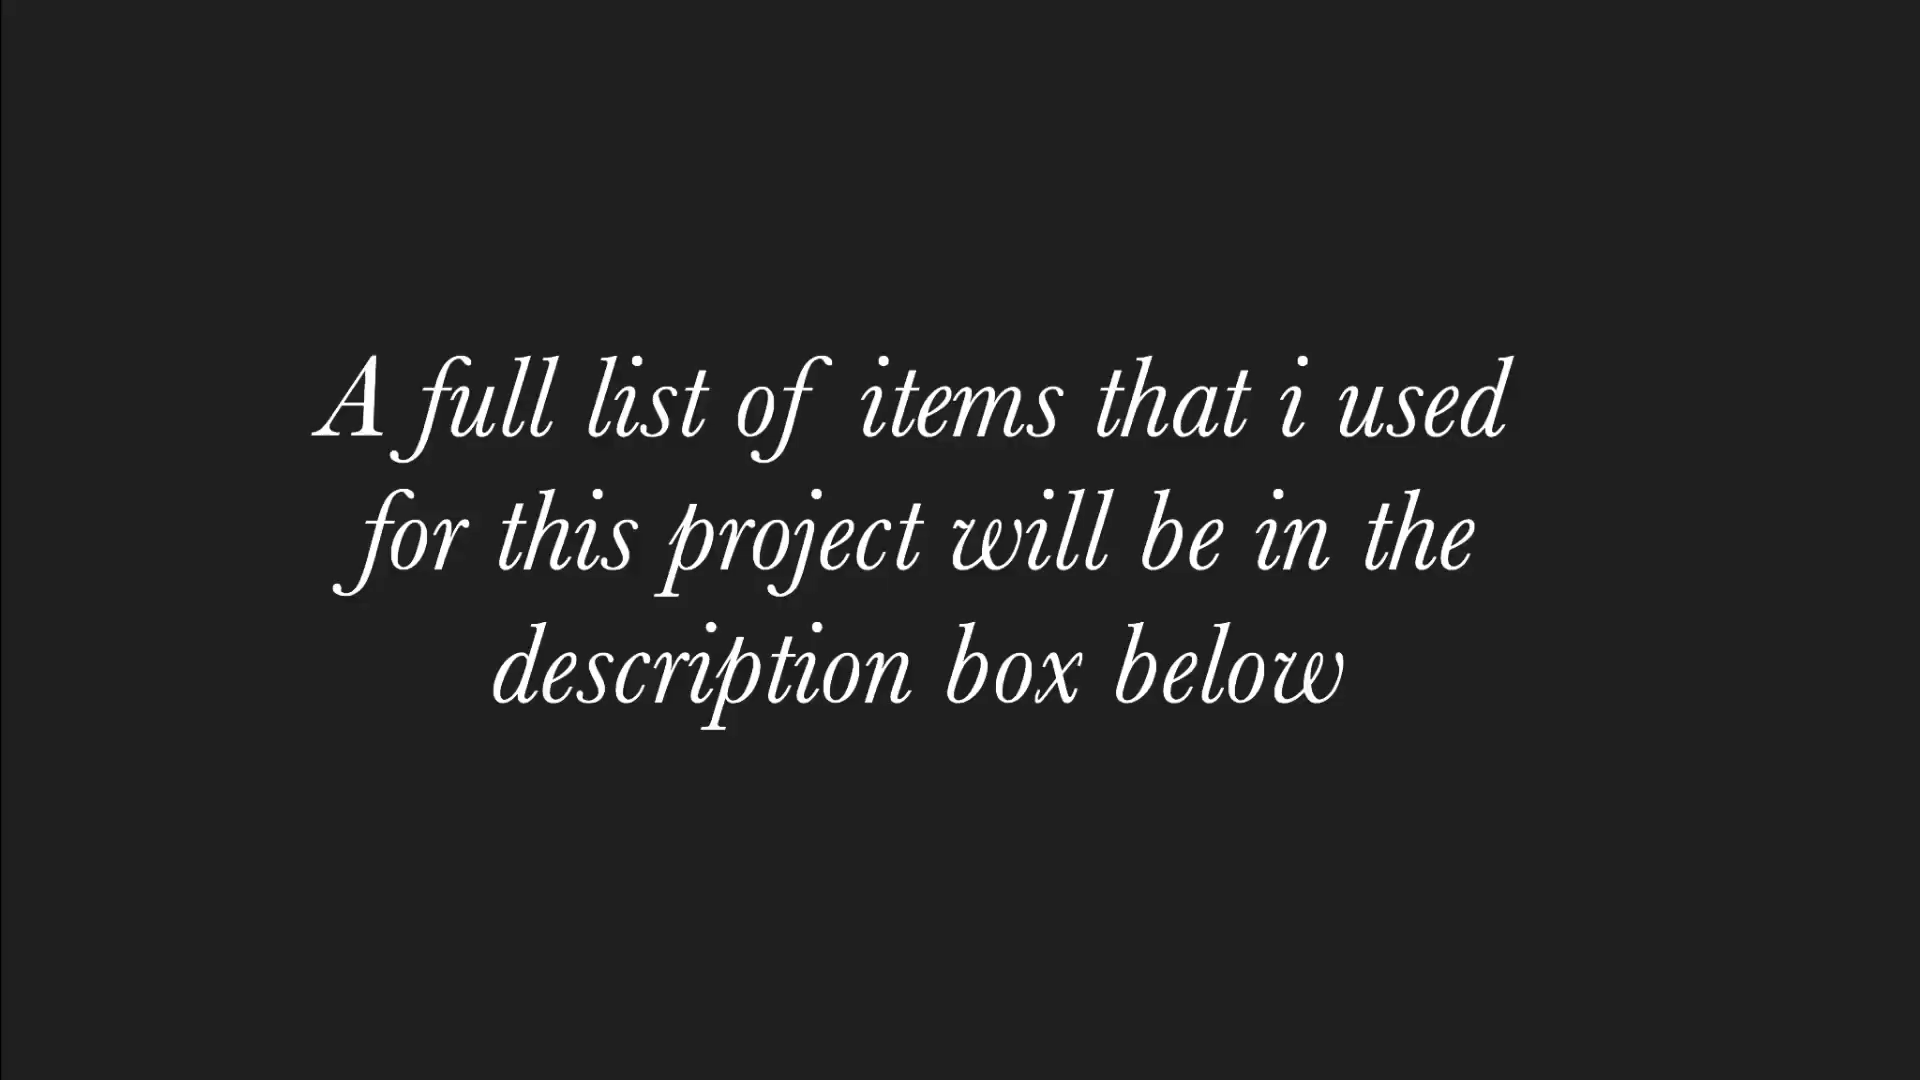 A full list of items that i used
for this project will be in the
description box below